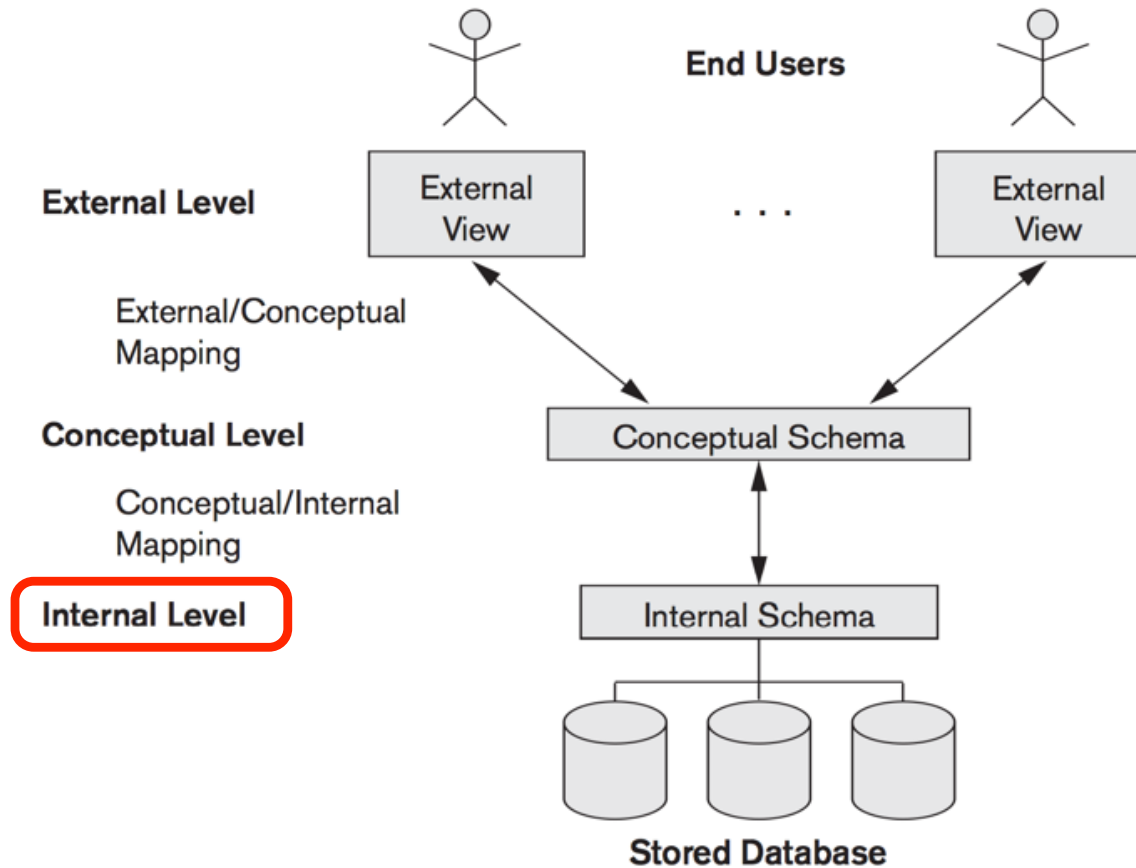 End Users
External Level
External
View
. . .
External
View
External/Conceptual
Mapping
Conceptual Level
Conceptual Schema
Conceptual/Internal
Mapping
Internal Level
Internal Schema
Stored Database